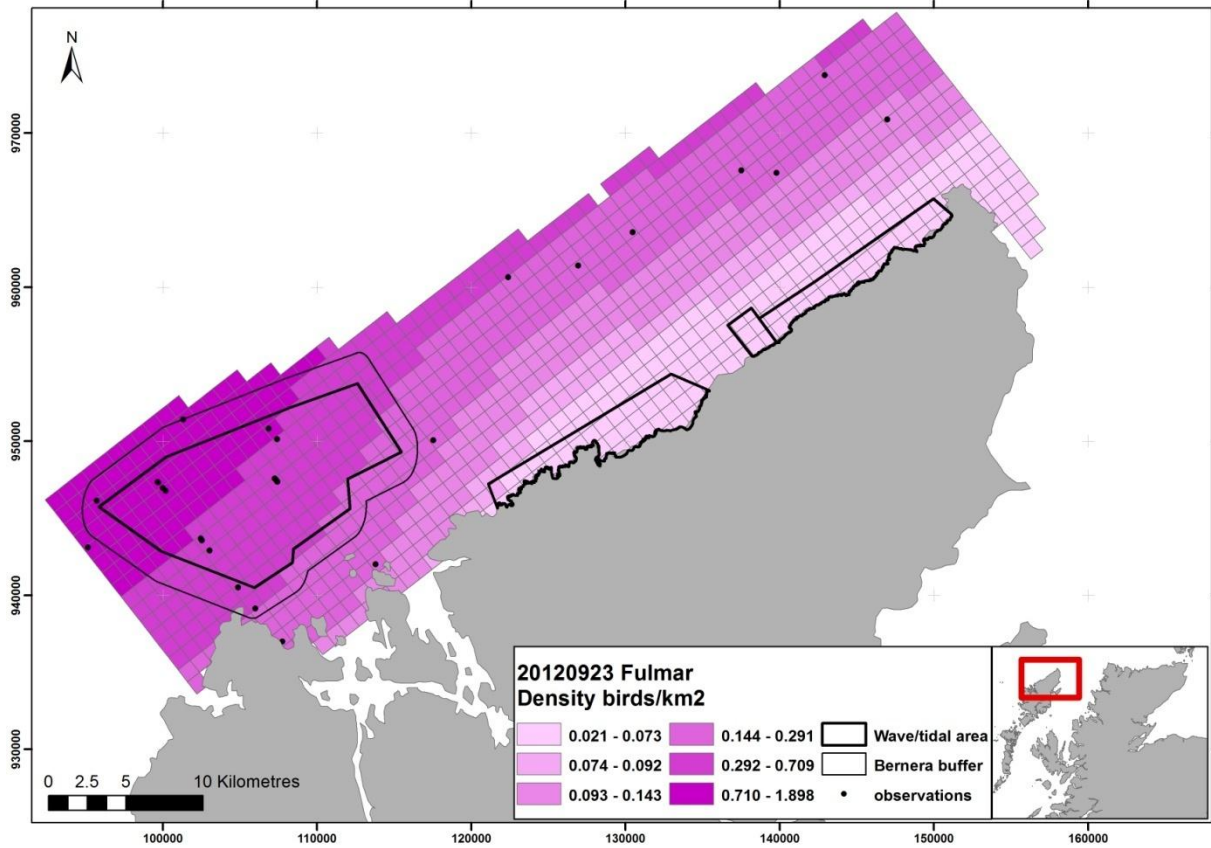 N
970000
960000
950000
940000
930000
20120923 Fulmar
Density birds/km2
0.021 - 0.073
0.144 - 0.291
Wave/tidal area
0.074 - 0.092
0.292 - 0.709
Bernera buffer
0.093 - 0.143
0.710 - 1.898
observations
0 2.5 5 10 Kilometres
100000 110000 120000 130000 140000 150000 160000